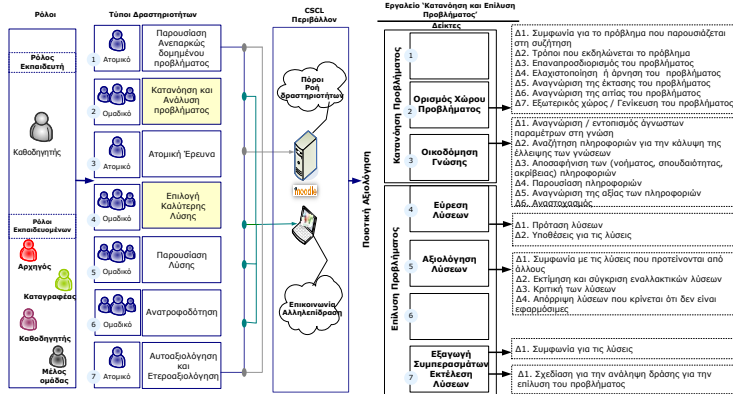 Ρόλοι
Ρόλος
Εκπαιδευτή
Καθοδηγητής
Ρόλοι
Εκπαιδευομένων
Αρχηγός
Καταγραφέας
Καθοδηγητής
Μέλος
ομάδας
Τύποι Δραστηριοτήτων
1
Ατομικό
Παρουσίαση
Ανεπαρκώς
δομημένου
προβλήματος
2
Ομαδικό
Κατανόηση και
Ανάλυση
προβλήματος
3
Ατομικό
Ατομική Έρευνα
4
Ομαδικό
Επιλογή
Καλύτερης
Λύσης
5
Ομαδικό
Παρουσίαση
Λύσης
6
Ομαδικό
Ανατροφοδότηση
7
Ατομικό
Αυτοαξιολόγηση
και
Ετεροαξιολόγηση
CSCL
Περιβάλλον
Πόροι
Ροή
δραστηριοτήτων
moodle
Επικοινωνία
Αλληλεπίδραση
Ποιοτική Αξιολόγηση
Εργαλείο 'Κατανόηση και Επίλυση
Προβλήματος'
Δείκτες
Κατανόηση Προβλήματος
1
2
Ορισμός Χώρου
Προβλήματος
3
Οικοδόμηση
Γνώσης
Επίλυση Προβλήματος
4
Εύρεση
Λύσεων
5
Αξιολόγηση
Λύσεων
6
7
Εξαγωγή
Συμπερασμάτων
Εκτέλεση
Λύσεων
Δ1. Συμφωνία για το πρόβλημα που παρουσιάζεται
στη συζήτηση
Δ2. Τρόποι που εκδηλώνεται το πρόβλημα
Δ3. Επαναπροσδιορισμός του προβλήματος
Δ4. Ελαχιστοποίηση ή άρνηση του προβλήματος
Δ5. Αναγνώριση της έκτασης του προβλήματος
Δ6. Αναγνώριση της αιτίας του προβλήματος
Δ7. Εξωτερικός χώρος / Γενίκευση του προβλήματος
Δ1. Αναγνώριση / εντοπισμός άγνωστων
παραμέτρων στη γνώση
Δ2. Αναζήτηση πληροφοριών για την κάλυψη της
έλλειψης των γνώσεων
Δ3. Αποσαφήνιση των (νοήματος, σπουδαιότητας,
ακρίβειας) πληροφοριών
Δ4. Παρουσίαση πληροφοριών
Δ5. Αναγνώριση της αξίας των πληροφοριών
Δ6. Αναστοχασμός
Δ1. Πρόταση λύσεων
Δ2. Υποθέσεις για τις λύσεις
Δ1. Συμφωνία με τις λύσεις που προτείνονται από
άλλους
Δ2. Εκτίμηση και σύγκριση εναλλακτικών λύσεων
Δ3. Κριτική των λύσεων
Δ4. Απόρριψη λύσεων που κρίνεται ότι δεν είναι
εφαρμόσιμες
Δ1. Συμφωνία για τις λύσεις
Δ1. Σχεδίαση για την ανάληψη δράσης για την
επίλυση του προβλήματος